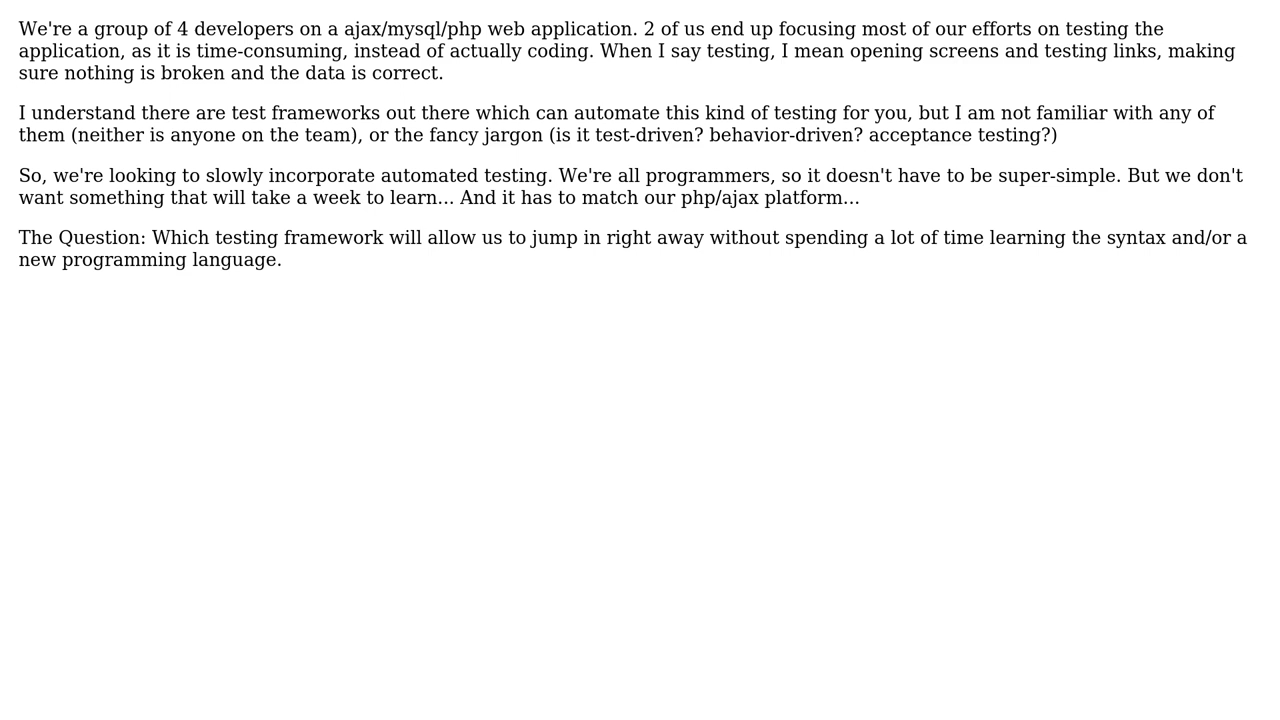 We're a group of 4 developers on a ajax/mysql/php web application. 2 of us end up focusing most of our efforts on testing the
application, as it is time-consuming, instead of actually coding. When I say testing, I mean opening screens and testing links, making
sure nothing is broken and the data is correct.
I understand there are test frameworks out there which can automate this kind of testing for you, but I am not familiar with any of
them (neither is anyone on the team), or the fancy jargon (is it test-driven? behavior-driven? acceptance testing?)
So, we're looking to slowly incorporate automated testing. We're all programmers, so it doesn't have to be super-simple. But we don't
want something that will take a week to learn... And it has to match our php/ajax platform...
The Question: Which testing framework will allow us to jump in right away without spending a lot of time learning the syntax and/or a
new programming language.